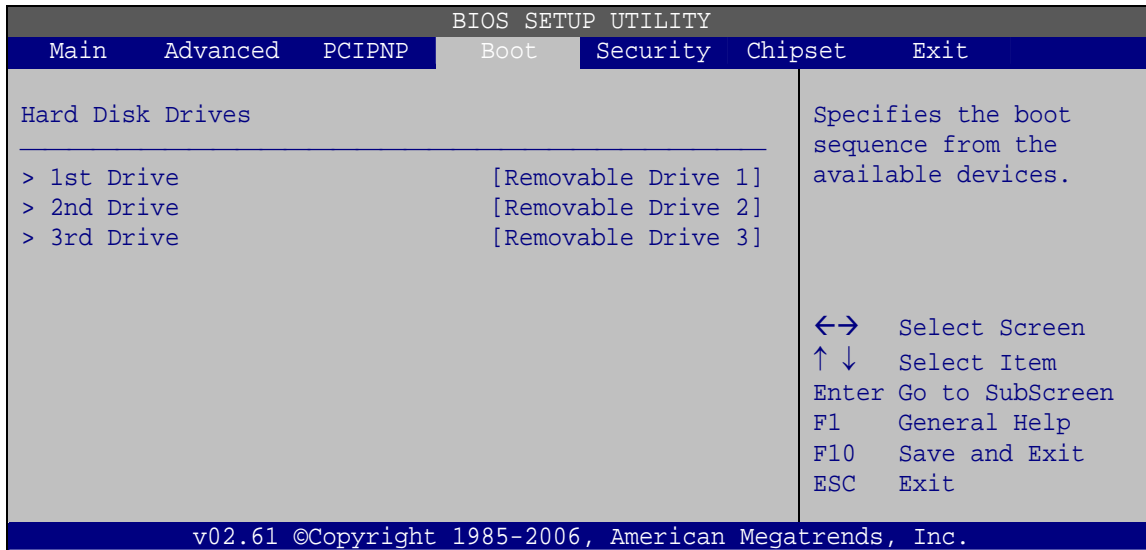 BIOS SETUP UTILITY
Main Advanced PCIPNP Boot Security Chipset Exit
Hard Disk Drives
> 1st Drive [Removable Drive 1]
> 2nd Drive [Removable Drive 2]
> 3rd Drive [Removable Drive 3]
Specifies the boot
sequence from the
available devices.
←→ Select Screen
↑ ↓ Select Item
Enter Go to SubScreen
F1 General Help
F10 Save and Exit
ESC Exit
v02.61 ©Copyright 1985-2006, American Megatrends, Inc.